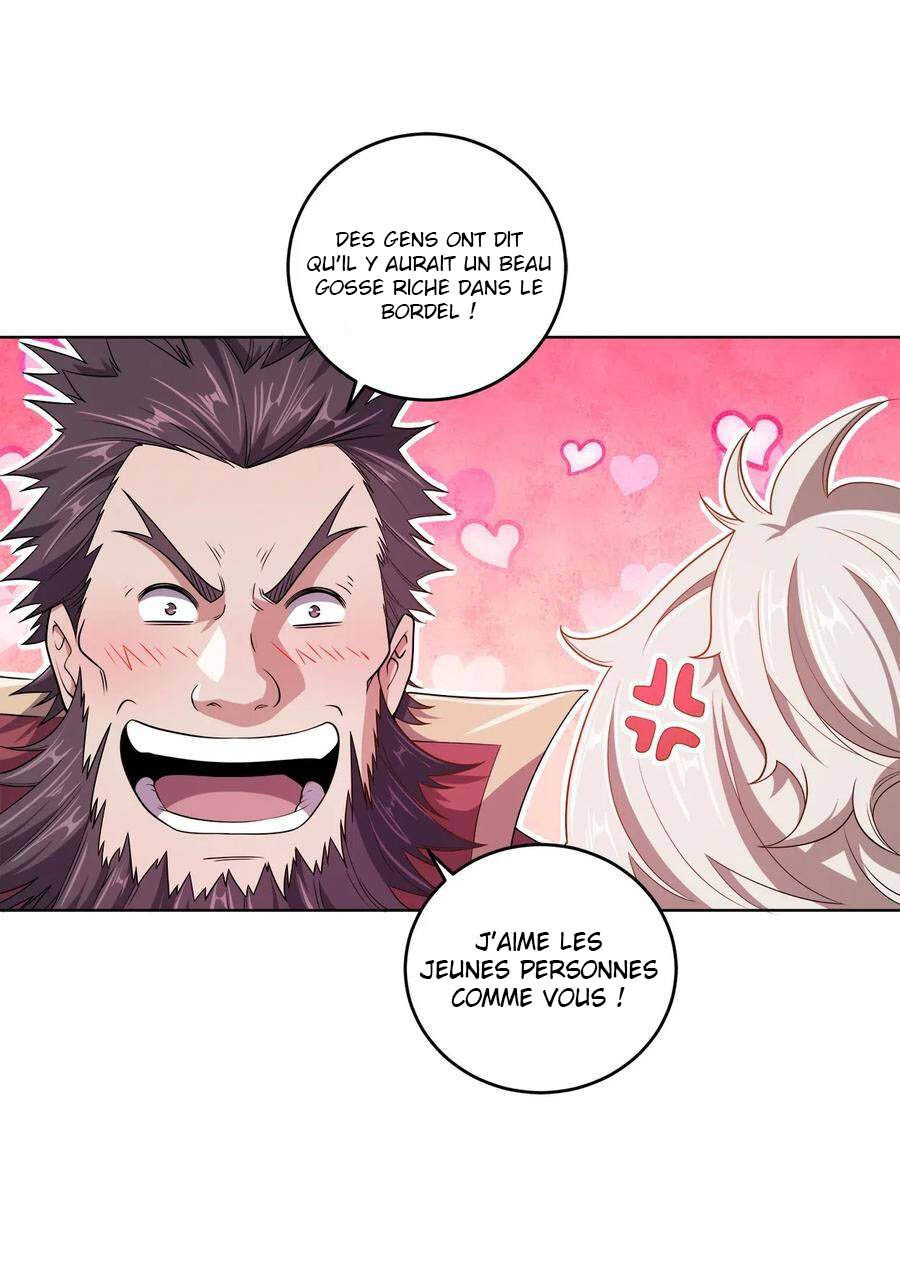 DES GENS ONT DIT
QU'IL Y AURAIT UN BEAU
GOSSE RICHE DANS LE
BORDEL !
J'AIME LES
JEUNES PERSONNES
COMME VOUS !